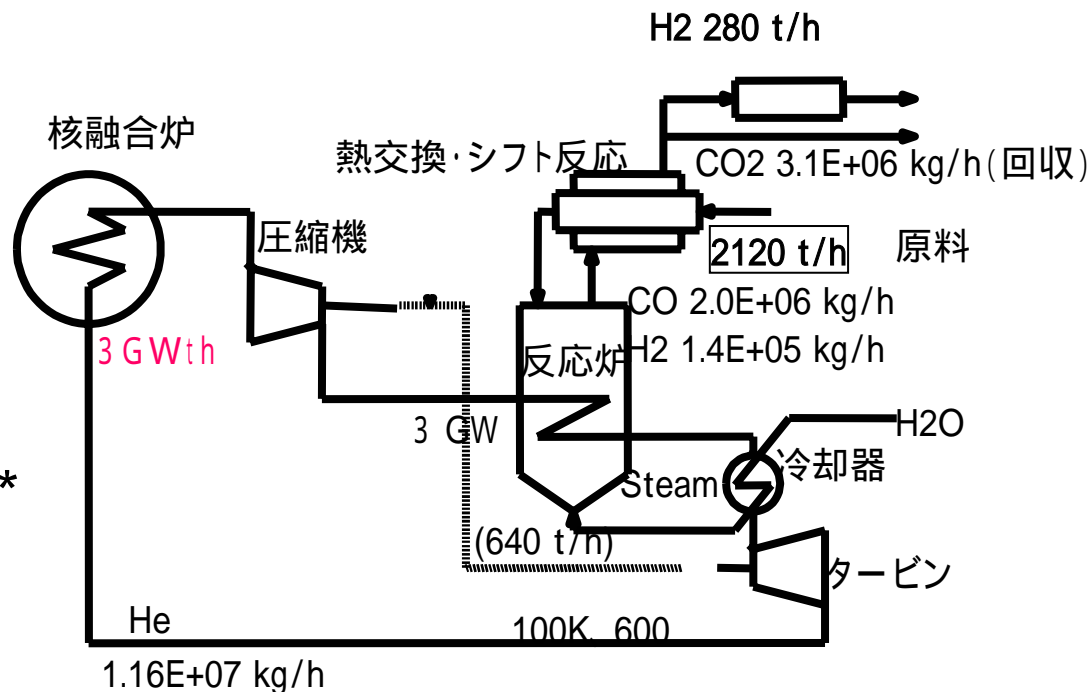 H2 280 t/h
核融合炉
熱交換・シフト反応
CO2 3.1E+06 kg/h(回収)
圧縮機
2120 t/h
原料
CO 2.0E+06 kg/h
3GWth
反応炉
H2 1.4E+05 kg/h
3 GW
H2O
*
Steam
冷却器
(640 t/h)
タービン
He
100K, 600
1.16E+07 kg/h